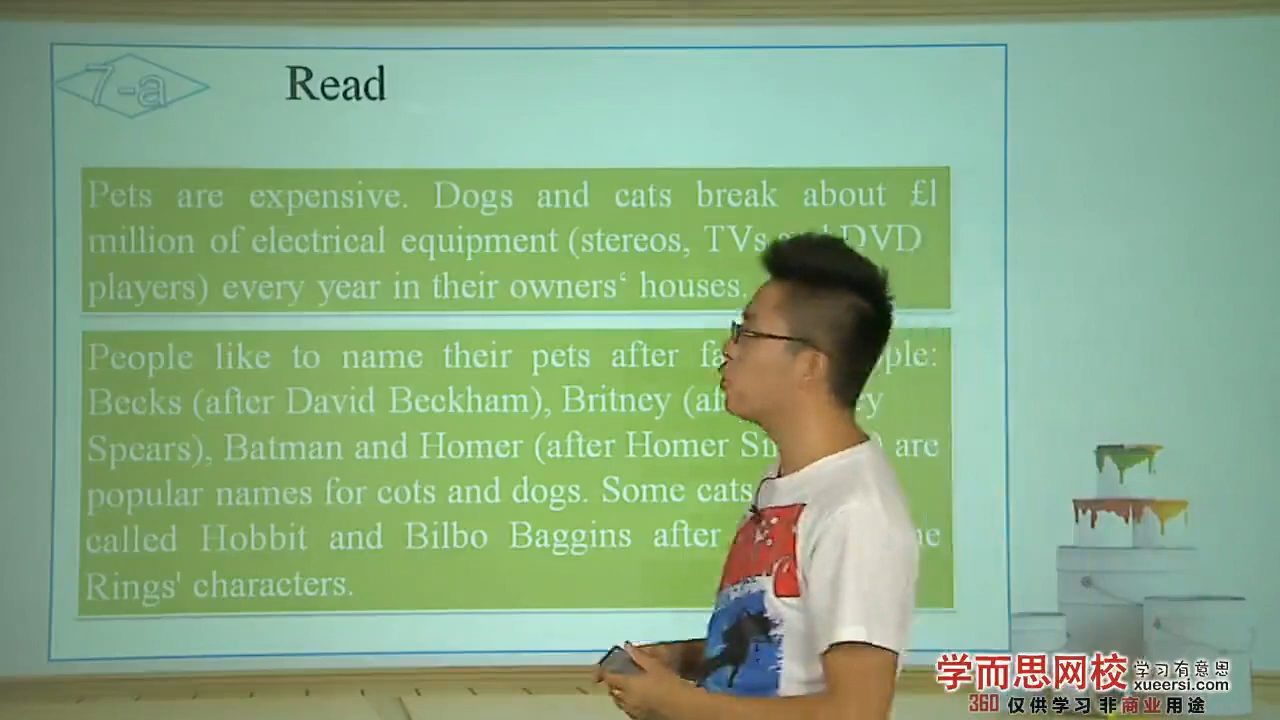 7-a
Read
Pets are expensive. Dogs and cats break about £1
million of electrical equipment (stereos, TVs DVD
players) every year in their owners‘ houses.
People like to name their pets after
Becks (after David Beckham), Britney
Spears), Batman and Homer (after Homer are
popular names for cots and dogs. Some cats
called Hobbit and Bilbo Baggins after
Rings' characters.
学而思网校 学习有意思
xueersi.com
360 仅供学习 非商业用途